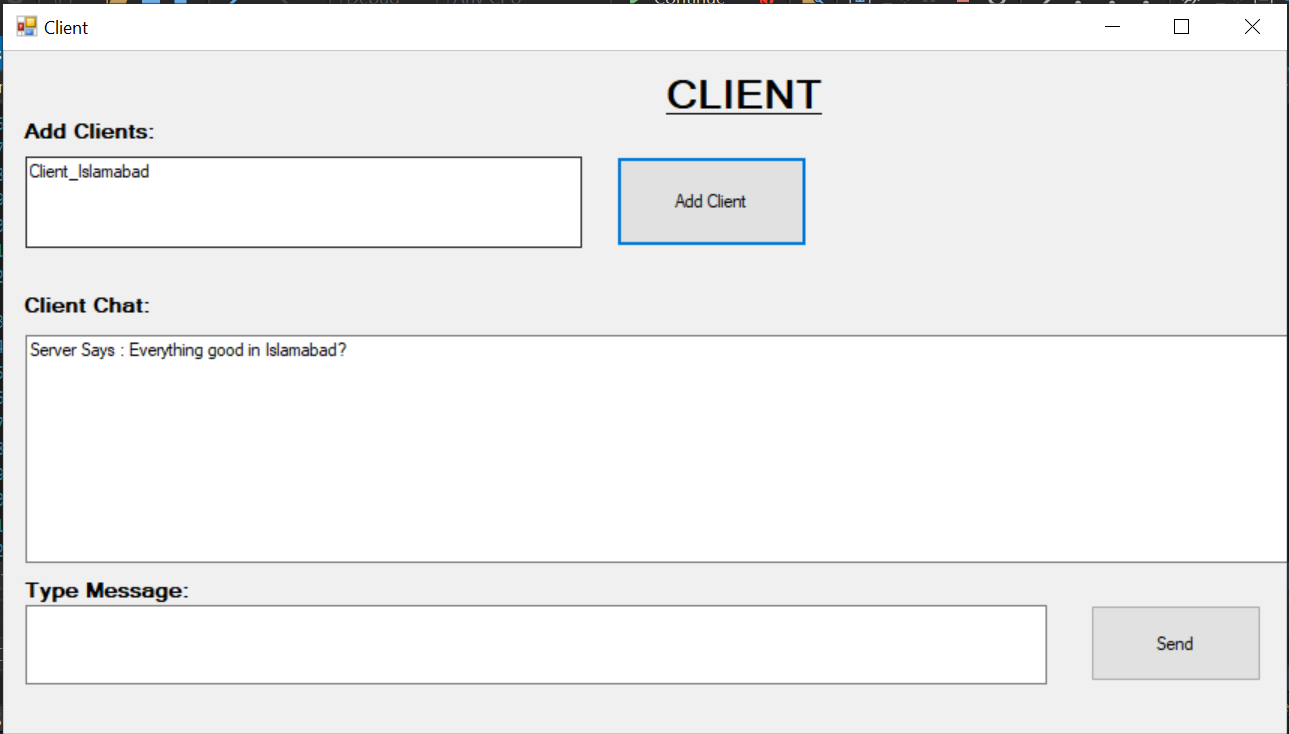 Client
CLIENT
Add Clients:
Client_Islamabad
Add Client
Client Chat:
Server Says : Everything good in Islamabad?
Type Message:
Send